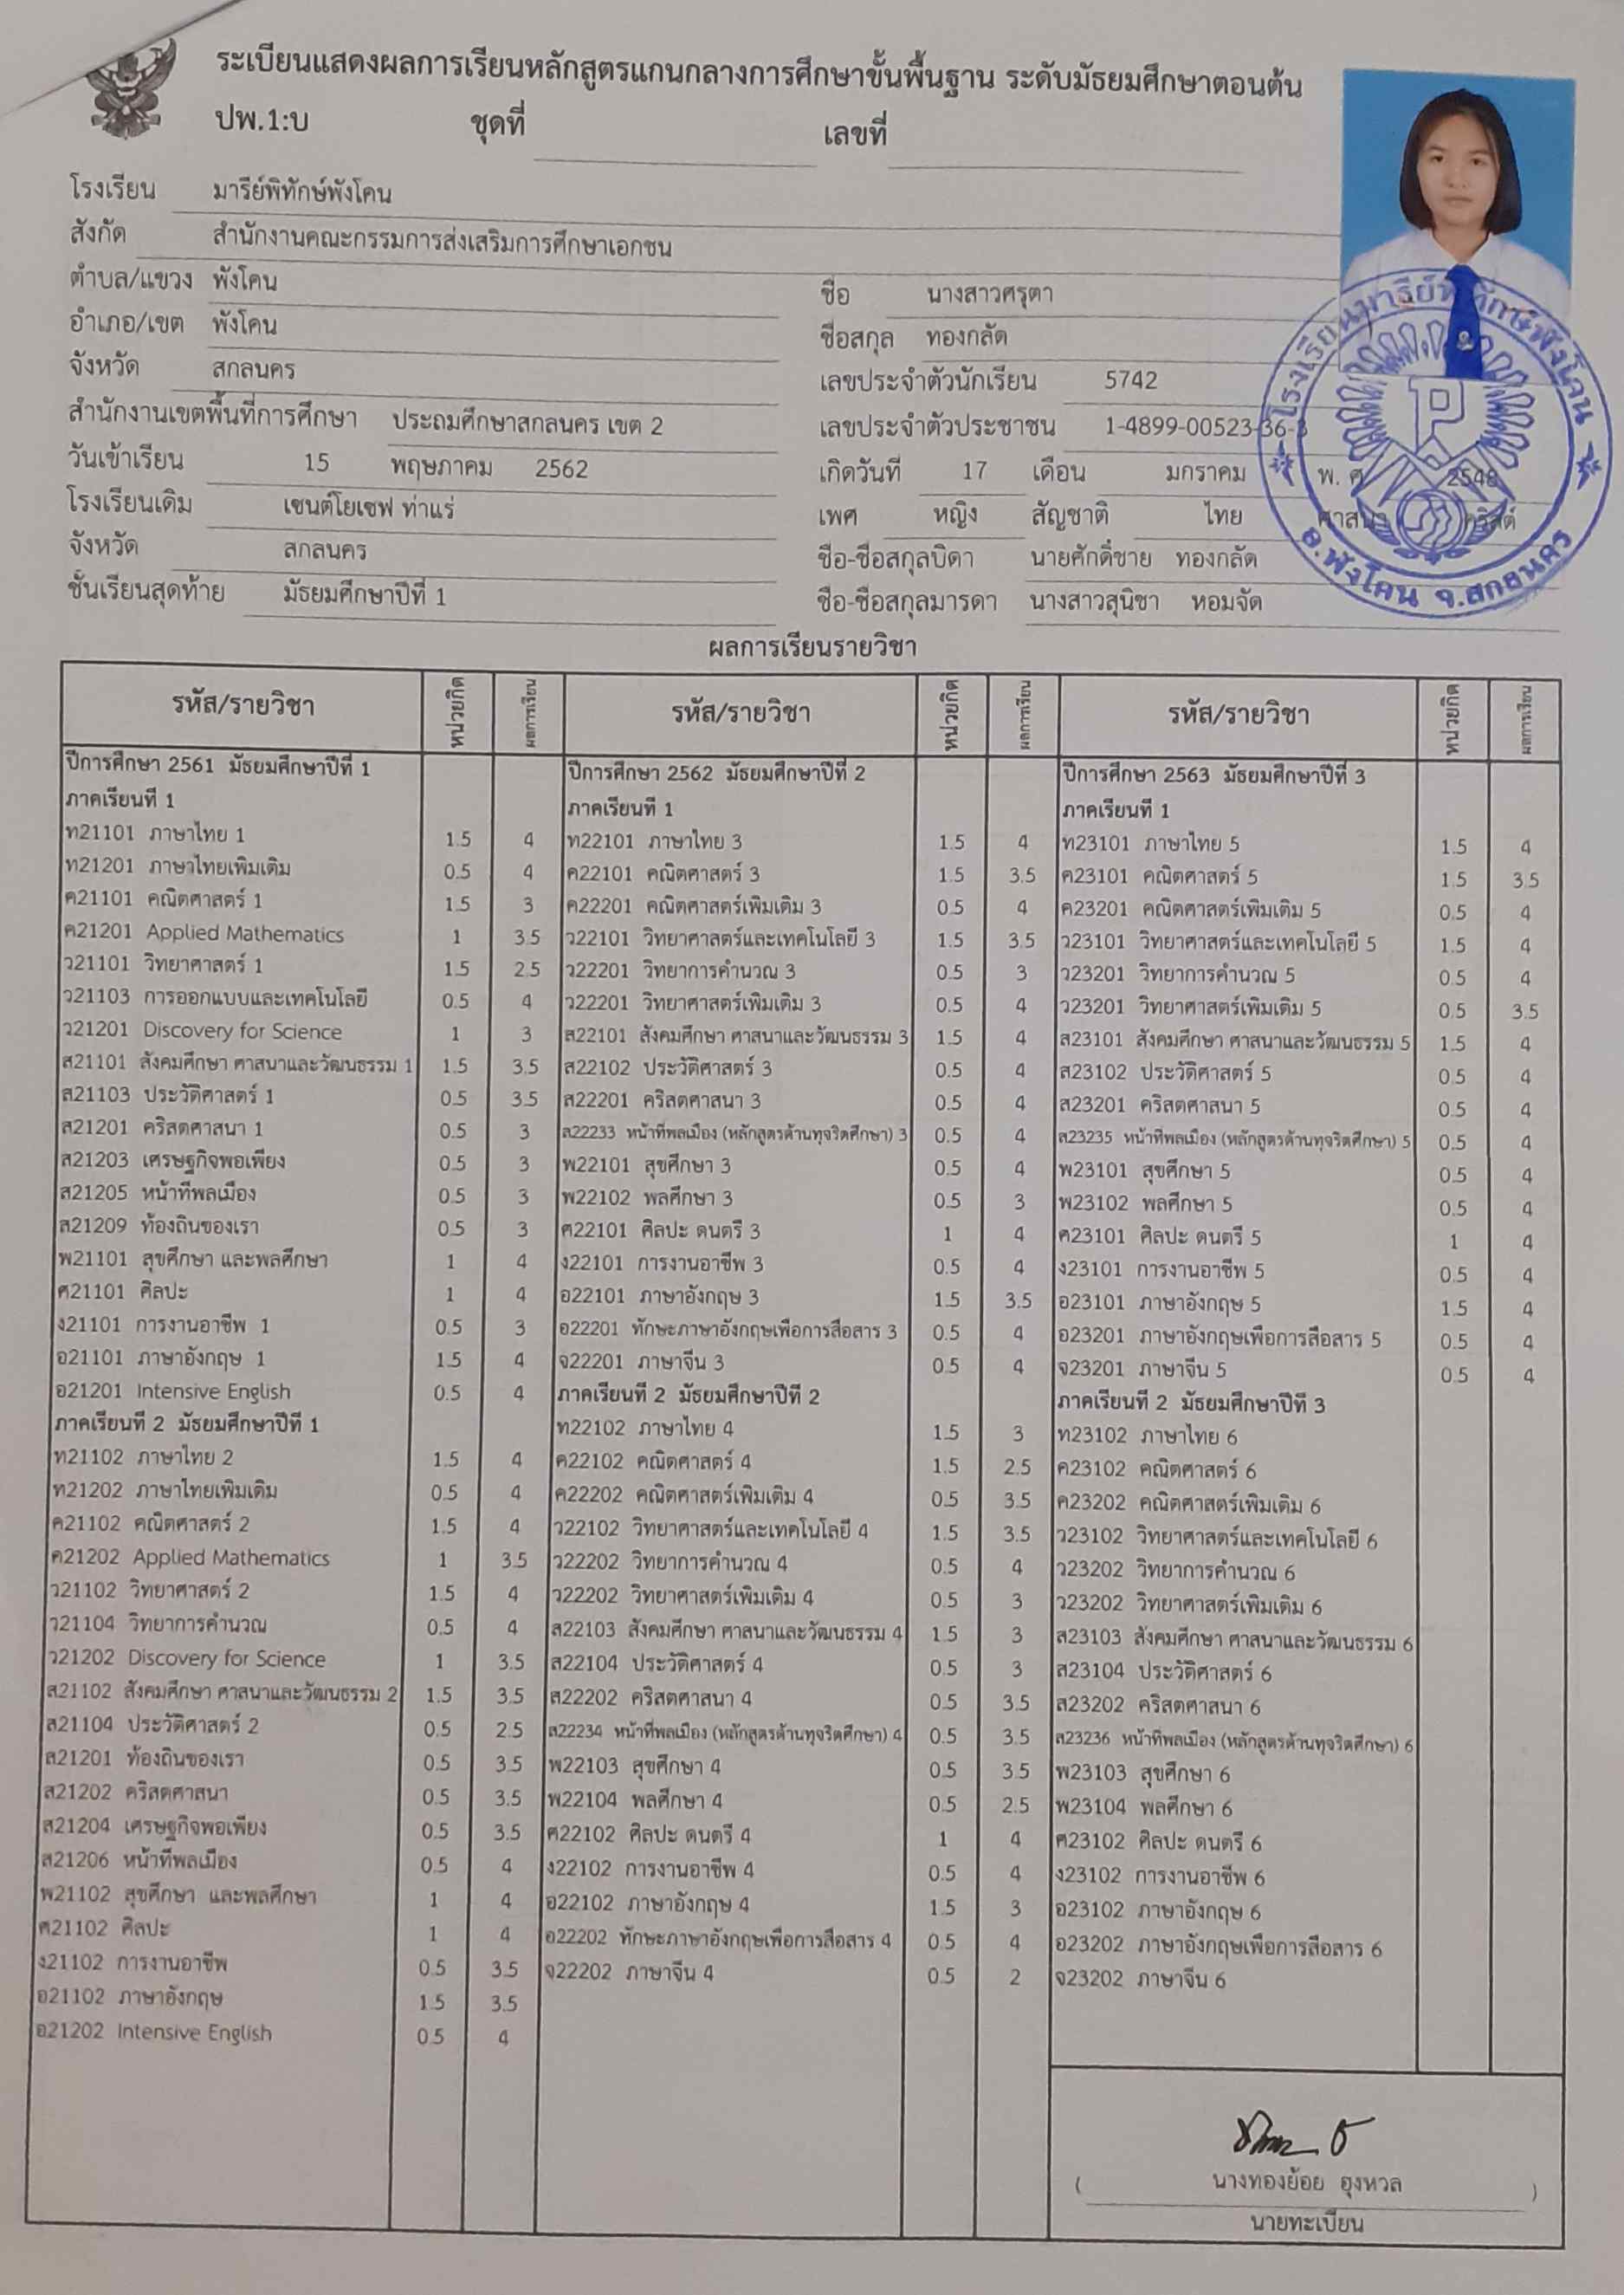 ระเบียนแสดงผลการเรียนหลักสูตรแกนกลางการศึกษาขั้นพื้นฐาน ระดับมัธยมศึกษาตอนต้น
ปพ.1:บ ชุดที่ เลขที่
โรงเรียน มารีย์พิทักษ์พังโคน
สังกัด สำนักงานคณะกรรมการส่งเสริมการศึกษาเอกชน
ตำบล/แขวง พังโคน
อำเภอ/เขต พังโคน
จังหวัด สกลนคร
สำนักงานเขตพื้นที่การศึกษา ประถมศึกษาสกลนคร เขต 2
วันเข้าเรียน 15 พฤษภาคม 2562
โรงเรียนเดิม เซนต์โยเซฟ ท่าแร่
จังหวัด สกลนคร
ชั้นเรียนสุดท้าย มัธยมศึกษาปีที่ 1
ชื่อ นางสาวศรุตา
ชื่อสกุล ทองกลัด
เลขประจำตัวนักเรียน 5742
เลขประจำตัวประชาชน 1-4899-00523-36-3
เกิดวันที่ 17 เดือน มกราคม พ. ศ 2548
เพศ หญิง สัญชาติ ไทย ศาสนา คริสต์
ชื่อ-ชื่อสกุลบิดา นายศักดิ์ชาย ทองกลัด
ชื่อ-ชื่อสกุลมารดา นางสาวสุนิชา หอมจัด
โรงเรียนมารีย์พิทักษ์พังโคน
อ.พังโคน จ.สกลนคร
ผลการเรียนรายวิชา
รหัส/รายวิชา หน่วยกิต ผลการเรียน
ปีการศึกษา 2561 มัธยมศึกษาปีที่ 1
ภาคเรียนที่ 1
ท21101 ภาษาไทย 1 1.5 4
ท21201 ภาษาไทยเพิ่มเติม 0.5 4
ค21101 คณิตศาสตร์ 1 1.5 3
ค21201 Applied Mathematics 1 3.5
ว21101 วิทยาศาสตร์ 1 1.5 2.5
ว21103 การออกแบบและเทคโนโลยี 0.5 4
ว21201 Discovery for Science 1 3
ส21101 สังคมศึกษา ศาสนาและวัฒนธรรม 1 1.5 3.5
ส21103 ประวัติศาสตร์ 1 0.5 3.5
ส21201 คริสตศาสนา 1 0.5 3
ส21203 เศรษฐกิจพอเพียง 0.5 3
ส21205 หน้าที่พลเมือง 0.5 3
ส21209 ท้องถิ่นของเรา 0.5 3
พ21101 สุขศึกษา และพลศึกษา 1 4
ศ21101 ศิลปะ 1 4
ง21101 การงานอาชีพ 1 0.5 3
อ21101 ภาษาอังกฤษ 1 1.5 4
อ21201 Intensive English 0.5 4
ภาคเรียนที่ 2 มัธยมศึกษาปีที่ 1
ท21102 ภาษาไทย 2 1.5 4
ท21202 ภาษาไทยเพิ่มเติม 0.5 4
ค21102 คณิตศาสตร์ 2 1.5 4
ค21202 Applied Mathematics 1 3.5
ว21102 วิทยาศาสตร์ 2 1.5 4
ว21104 วิทยาการคำนวณ 0.5 4
ว21202 Discovery for Science 1 3.5
ส21102 สังคมศึกษา ศาสนาและวัฒนธรรม 2 1.5 3.5
ส21104 ประวัติศาสตร์ 2 0.5 2.5
ส21201 ท้องถิ่นของเรา 0.5 3.5
ส21202 คริสตศาสนา 0.5 3.5
ส21204 เศรษฐกิจพอเพียง 0.5 3.5
ส21206 หน้าที่พลเมือง 0.5 4
พ21102 สุขศึกษา และพลศึกษา 1 4
ศ21102 ศิลปะ 1 4
ง21102 การงานอาชีพ 0.5 3.5
อ21102 ภาษาอังกฤษ 1.5 3.5
อ21202 Intensive English 0.5 4
รหัส/รายวิชา หน่วยกิต ผลการเรียน
ปีการศึกษา 2562 มัธยมศึกษาปีที่ 2
ภาคเรียนที่ 1
ท22101 ภาษาไทย 3 1.5 4
ค22101 คณิตศาสตร์ 3 1.5 3.5
ค22201 คณิตศาสตร์เพิ่มเติม 3 0.5 4
ว22101 วิทยาศาสตร์และเทคโนโลยี 3 1.5 3.5
ว22201 วิทยาการคำนวณ 3 0.5 3
ว22201 วิทยาศาสตร์เพิ่มเติม 3 0.5 4
ส22101 สังคมศึกษา ศาสนาและวัฒนธรรม 3 1.5 4
ส22102 ประวัติศาสตร์ 3 0.5 4
ส22201 คริสตศาสนา 3 0.5 4
ส22233 หน้าที่พลเมือง (หลักสูตรต้านทุจริตศึกษา) 3 0.5 4
พ22101 สุขศึกษา 3 0.5 4
พ22102 พลศึกษา 3 0.5 3
ศ22101 ศิลปะ ดนตรี 3 1 4
ง22101 การงานอาชีพ 3 0.5 4
อ22101 ภาษาอังกฤษ 3 1.5 3.5
อ22201 ทักษะภาษาอังกฤษเพื่อการสื่อสาร 3 0.5 4
จ22201 ภาษาจีน 3 0.5 4
ภาคเรียนที่ 2 มัธยมศึกษาปีที่ 2
ท22102 ภาษาไทย 4 1.5 3
ค22102 คณิตศาสตร์ 4 1.5 2.5
ค22202 คณิตศาสตร์เพิ่มเติม 4 0.5 3.5
ว22102 วิทยาศาสตร์และเทคโนโลยี 4 1.5 3.5
ว22202 วิทยาการคำนวณ 4 0.5 4
ว22202 วิทยาศาสตร์เพิ่มเติม 4 0.5 3
ส22103 สังคมศึกษา ศาสนาและวัฒนธรรม 4 1.5 3
ส22104 ประวัติศาสตร์ 4 0.5 3
ส22202 คริสตศาสนา 4 0.5 3.5
ส22234 หน้าที่พลเมือง (หลักสูตรต้านทุจริตศึกษา) 4 0.5 3.5
พ22103 สุขศึกษา 4 0.5 3.5
พ22104 พลศึกษา 4 0.5 2.5
ศ22102 ศิลปะ ดนตรี 4 1 4
ง22102 การงานอาชีพ 4 0.5 4
อ22102 ภาษาอังกฤษ 4 1.5 3
อ22202 ทักษะภาษาอังกฤษเพื่อการสื่อสาร 4 0.5 4
จ22202 ภาษาจีน 4 0.5 2
รหัส/รายวิชา หน่วยกิต ผลการเรียน
ปีการศึกษา 2563 มัธยมศึกษาปีที่ 3
ภาคเรียนที่ 1
ท23101 ภาษาไทย 5 1.5 4
ค23101 คณิตศาสตร์ 5 1.5 3.5
ค23201 คณิตศาสตร์เพิ่มเติม 5 0.5 4
ว23101 วิทยาศาสตร์และเทคโนโลยี 5 1.5 4
ว23201 วิทยาการคำนวณ 5 0.5 4
ว23201 วิทยาศาสตร์เพิ่มเติม 5 0.5 3.5
ส23101 สังคมศึกษา ศาสนาและวัฒนธรรม 5 1.5 4
ส23102 ประวัติศาสตร์ 5 0.5 4
ส23201 คริสตศาสนา 5 0.5 4
ส23235 หน้าที่พลเมือง (หลักสูตรต้านทุจริตศึกษา) 5 0.5 4
พ23101 สุขศึกษา 5 0.5 4
พ23102 พลศึกษา 5 0.5 4
ศ23101 ศิลปะ ดนตรี 5 1 4
ง23101 การงานอาชีพ 5 0.5 4
อ23101 ภาษาอังกฤษ 5 1.5 4
อ23201 ภาษาอังกฤษเพื่อการสื่อสาร 5 0.5 4
จ23201 ภาษาจีน 5 0.5 4
ภาคเรียนที่ 2 มัธยมศึกษาปีที่ 3
ท23102 ภาษาไทย 6
ค23102 คณิตศาสตร์ 6
ค23202 คณิตศาสตร์เพิ่มเติม 6
ว23102 วิทยาศาสตร์และเทคโนโลยี 6
ว23202 วิทยาการคำนวณ 6
ว23202 วิทยาศาสตร์เพิ่มเติม 6
ส23103 สังคมศึกษา ศาสนาและวัฒนธรรม 6
ส23104 ประวัติศาสตร์ 6
ส23202 คริสตศาสนา 6
ส23236 หน้าที่พลเมือง (หลักสูตรต้านทุจริตศึกษา) 6
พ23103 สุขศึกษา 6
พ23104 พลศึกษา 6
ศ23102 ศิลปะ ดนตรี 6
ง23102 การงานอาชีพ 6
อ23102 ภาษาอังกฤษ 6
อ23202 ภาษาอังกฤษเพื่อการสื่อสาร 6
จ23202 ภาษาจีน 6
( นางทองย้อย ฮุงหวล )
นายทะเบียน